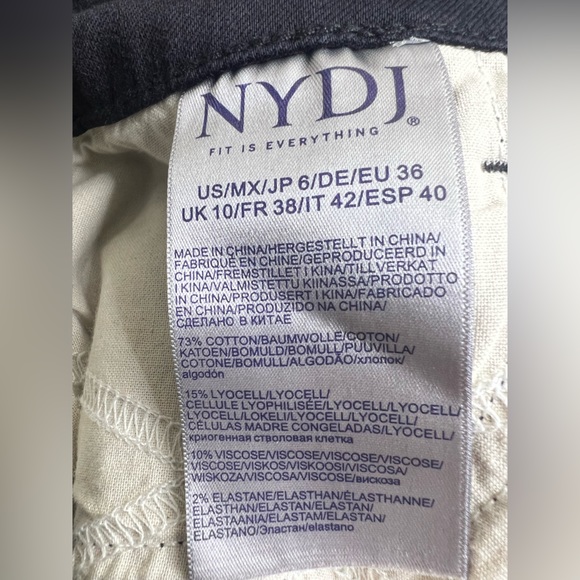 NYDJ®
FIT IS EVERYTHING
US/MX/JP 6/DE/EU 36
UK 10/FR 38/IT 42/ESP 40
MADE IN CHINA/HERGESTELLT IN CHINA/
FABRIQUÉ EN CHINE/GEPRODUCEERD IN
CHINA/FREMSTILLET I KINA/TILLVERKAT
I KINA/VALMISTETTU KIINASSA/PRODOTTO
IN CHINA/PRODUSERT I KINA/FABRICADO
EN CHINA/PRODUZIDO NA CHINA/
СДЕЛАНО В КИТАЕ
73% COTTON/BAUMWOLLE/COTON/
KATOEN/BOMULD/BOMULL/PUUVILLA/
COTONE/BOMULL/ALGODÃO/хлопок/
algodón
15% LYOCELL/LYOCELL/
CELLULE LYOPHILISÉE/LYOCELL/LYOCELL/
LYOCELL/LOKELI/LYOCELL/LYOCELL/
CÉLULAS MADRE CONGELADAS/LYOCELL/
криогенная стволовая клетка
10% VISCOSE/VISCOSE/VISCOSE/VISCOSE/
VISCOSE/VISKOS/VISKOOSI/VISCOSA/
WISKOZA/VISCOSA/VISCOSE/вискоза
2% ELASTANE/ELASTHAN/ÉLASTHANNE/
ELASTHAN/ELASTAN/ELASTAN/
ELASTAANIA/ELASTAM/ELASTAN/
ELASTANO/Эластан/elastano